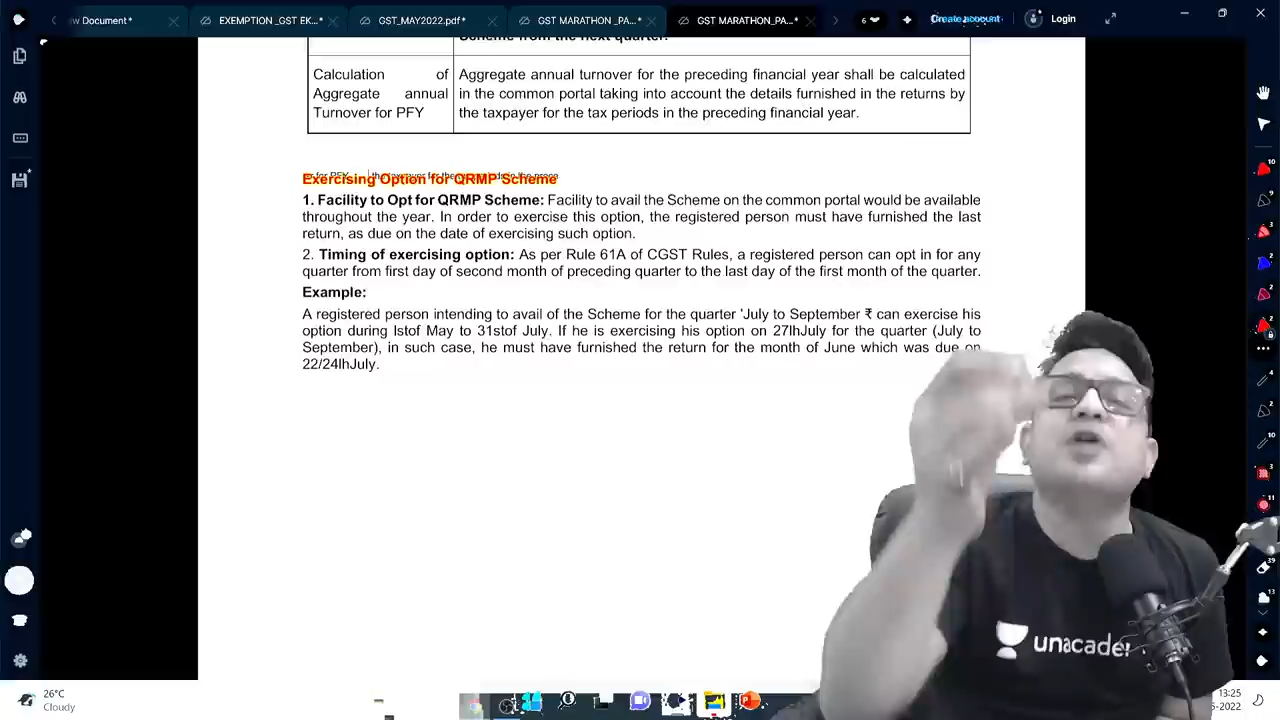 ew Document*
EXEMPTION _GST EK...*
GST_MAY2022.pdf*
GST MARATHON _PA...*
GST MARATHON_PA...*
6
Create account
Login
Scheme from the next quarter.
Calculation of
Aggregate annual
Turnover for PFY
Aggregate annual turnover for the preceding financial year shall be calculated
in the common portal taking into account the details furnished in the returns by
the taxpayer for the tax periods in the preceding financial year.
Exercising Option for QRMP Scheme
1. Facility to Opt for QRMP Scheme: Facility to avail the Scheme on the common portal would be available
throughout the year. In order to exercise this option, the registered person must have furnished the last
return, as due on the date of exercising such option.
2. Timing of exercising option: As per Rule 61A of CGST Rules, a registered person can opt in for any
quarter from first day of second month of preceding quarter to the last day of the first month of the quarter.
Example:
A registered person intending to avail of the Scheme for the quarter 'July to September ₹ can exercise his
option during Istof May to 31stof July. If he is exercising his option on 27lhJuly for the quarter (July to
September), in such case, he must have furnished the return for the month of June which was due on
22/24lhJuly.
unacade
26°C
Cloudy
13:25
5-2022